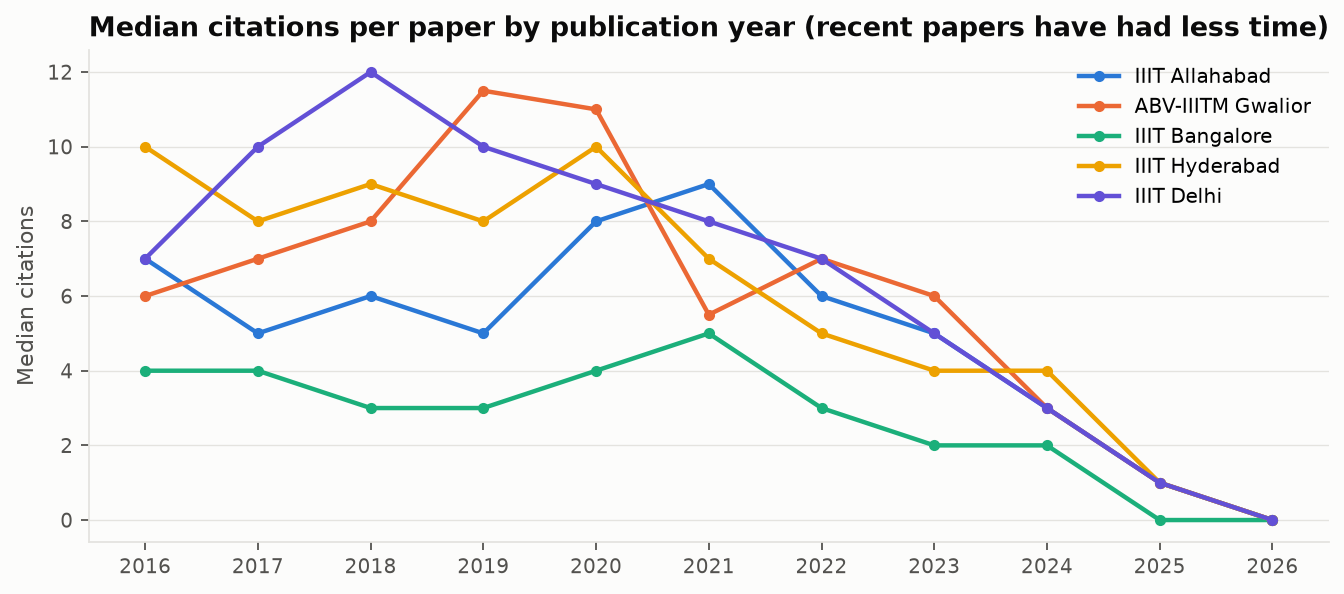 Median citations per paper by publication year (recent papers have had less time)
IIIT Allahabad
ABV-IIITM Gwalior
IIIT Bangalore
IIIT Hyderabad
IIIT Delhi
Median citations
12
10
8
6
4
2
0
2016 2017 2018 2019 2020 2021 2022 2023 2024 2025 2026